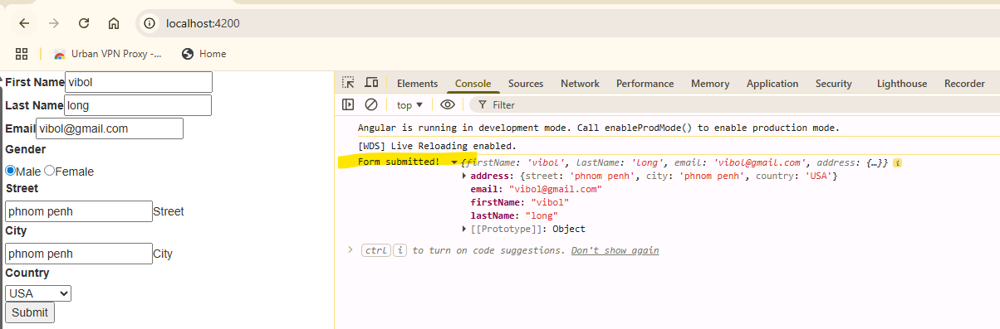 localhost:4200
Urban VPN Proxy -... Home
First Name vibol
Last Name long
Email vibol@gmail.com
Gender
Male Female
Street
phnom penh Street
City
phnom penh City
Country
USA
Submit
Elements Console Sources Network Performance Memory Application Security Lighthouse Recorder
top Filter
Angular is running in development mode. Call enableProdMode() to enable production mode.
[WDS] Live Reloading enabled.
Form submitted! {firstName: 'vibol', lastName: 'long', email: 'vibol@gmail.com', address: {…}} i
address: {street: 'phnom penh', city: 'phnom penh', country: 'USA'}
email: "vibol@gmail.com"
firstName: "vibol"
lastName: "long"
[[Prototype]]: Object
ctrl i to turn on code suggestions. Don't show again